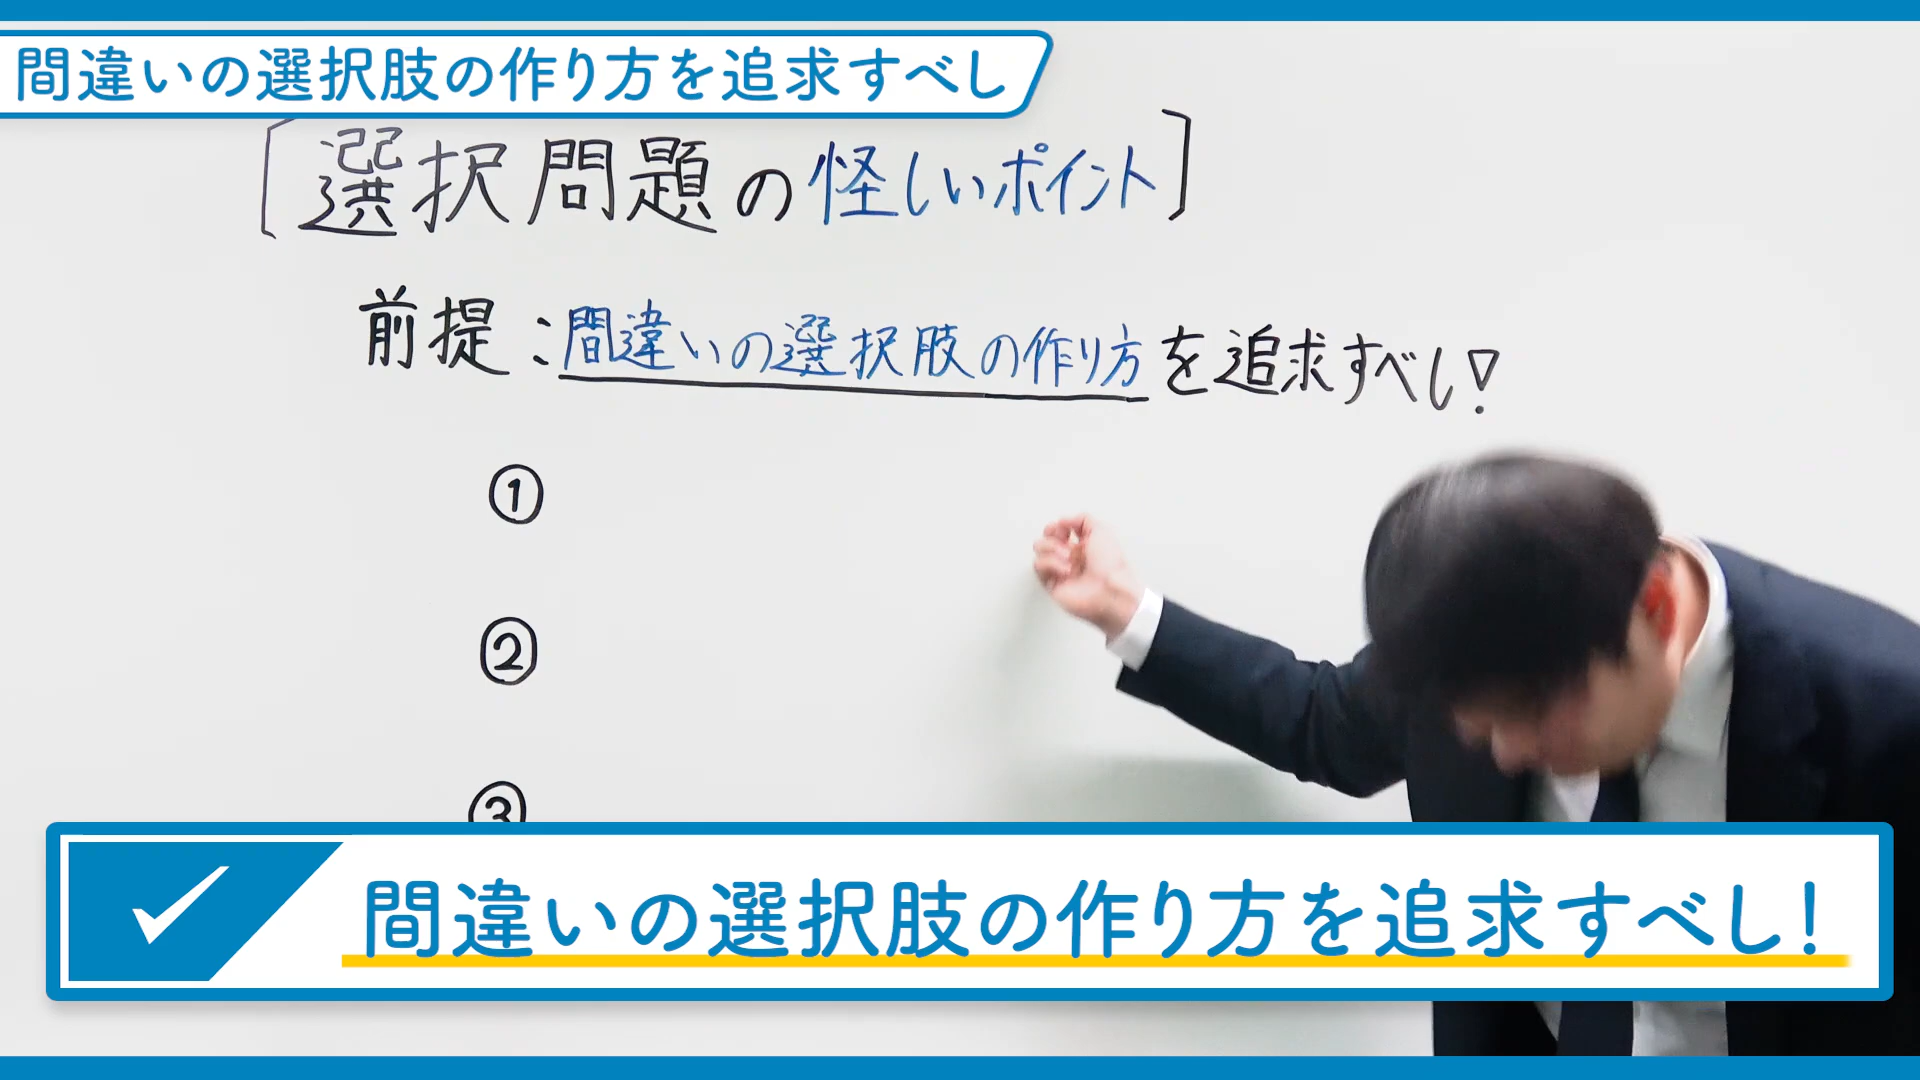 間違いの選択肢の作り方を追求すべし
[選択問題の怪しいポイント]
前提:間違いの選択肢の作り方を追求すべし!
①
②
③
間違いの選択肢の作り方を追求すべし!